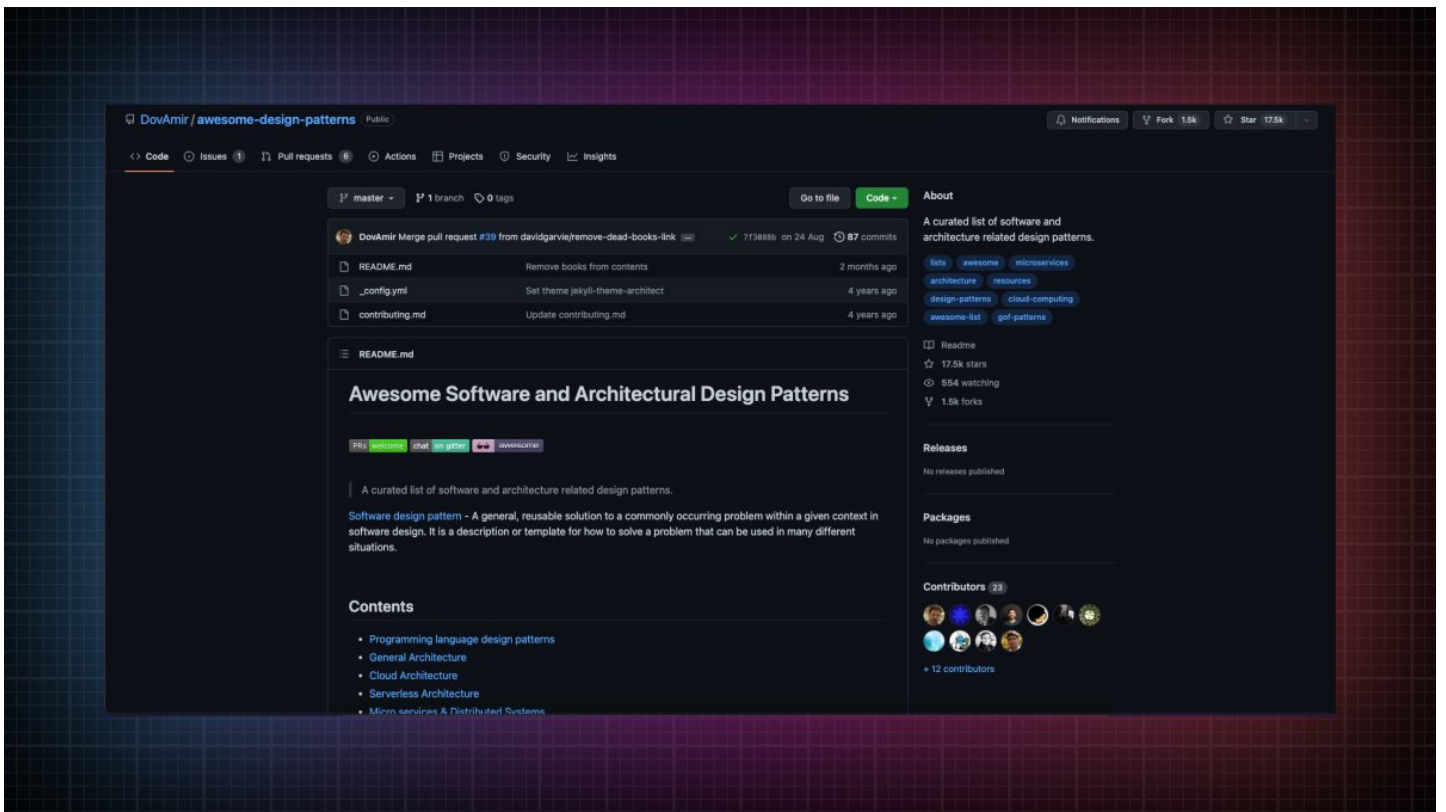 DovAmir / awesome-design-patterns Public
Notifications Fork 1.5k Star 17.5k
Code Issues 1 Pull requests 6 Actions Projects Security Insights
master 1 branch 0 tags Go to file Code
DovAmir Merge pull request #39 from davidgarvie/remove-dead-books-link on 24 Aug 87 commits
README.md Remove books from contents 2 months ago
_config.yml Set theme jekyll-theme-architect 4 years ago
contributing.md Update contributing.md 4 years ago
README.md
Awesome Software and Architectural Design Patterns
PRs welcome chat on gitter awesome
A curated list of software and architecture related design patterns.
Software design pattern - A general, reusable solution to a commonly occurring problem within a given context in
software design. It is a description or template for how to solve a problem that can be used in many different
situations.
Contents
• Programming language design patterns
• General Architecture
• Cloud Architecture
• Serverless Architecture
• Micro services & Distributed Systems
About
A curated list of software and
architecture related design patterns.
lists awesome microservices
architecture resources
design-patterns cloud-computing
awesome-list gof-patterns
Readme
17.5k stars
554 watching
1.5k forks
Releases
No releases published
Packages
No packages published
Contributors 23
+ 12 contributors